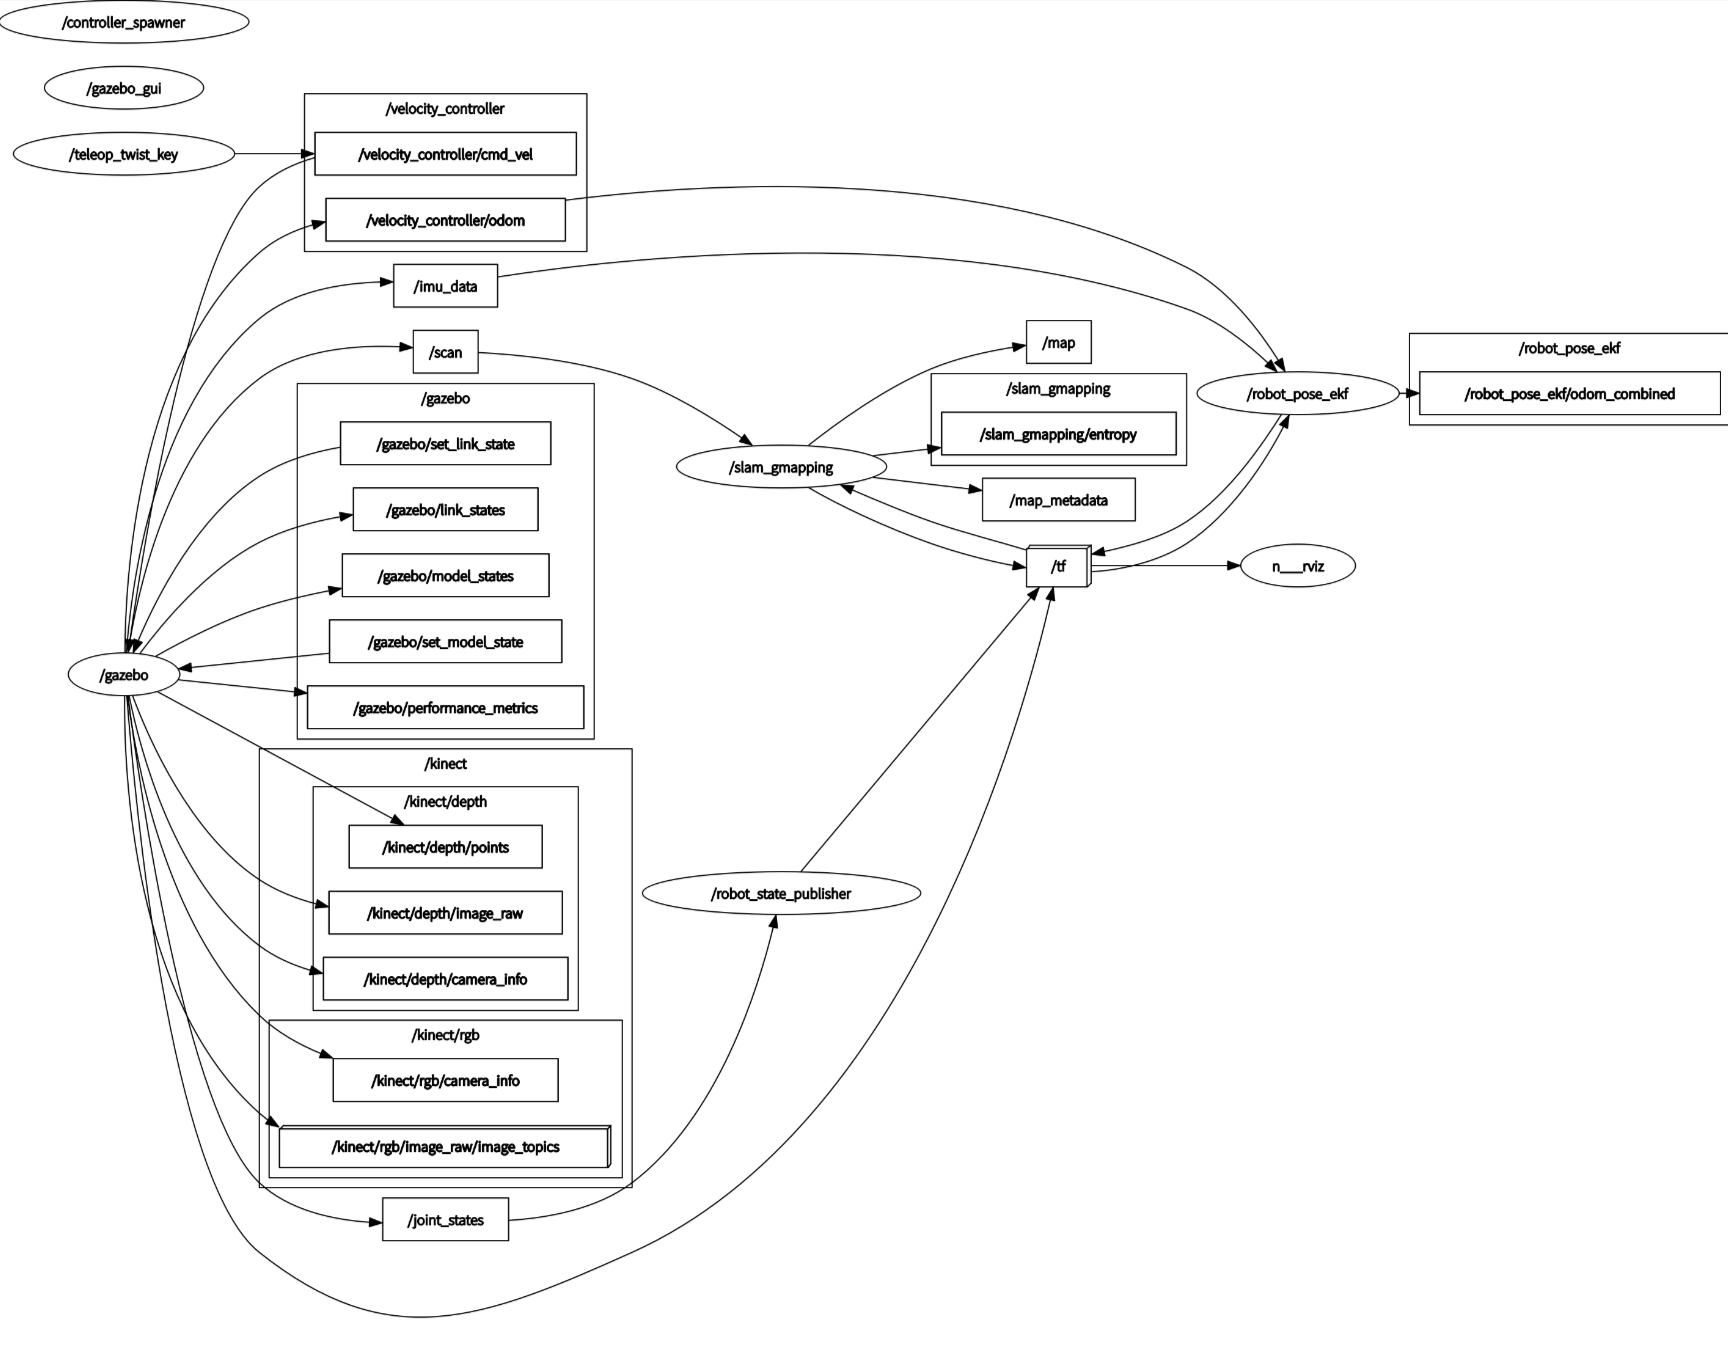 /controller_spawner
/gazebo_gui
/teleop_twist_key
/velocity_controller
/velocity_controller/cmd_vel
/velocity_controller/odom
/imu_data
/scan
/gazebo
/gazebo/set_link_state
/gazebo/link_states
/gazebo/model_states
/gazebo/set_model_state
/gazebo/performance_metrics
/gazebo
/kinect
/kinect/depth
/kinect/depth/points
/kinect/depth/image_raw
/kinect/depth/camera_info
/kinect/rgb
/kinect/rgb/camera_info
/kinect/rgb/image_raw/image_topics
/joint_states
/slam_gmapping
/robot_state_publisher
/map
/slam_gmapping
/slam_gmapping/entropy
/map_metadata
/tf
/robot_pose_ekf
n___rviz
/robot_pose_ekf
/robot_pose_ekf/odom_combined